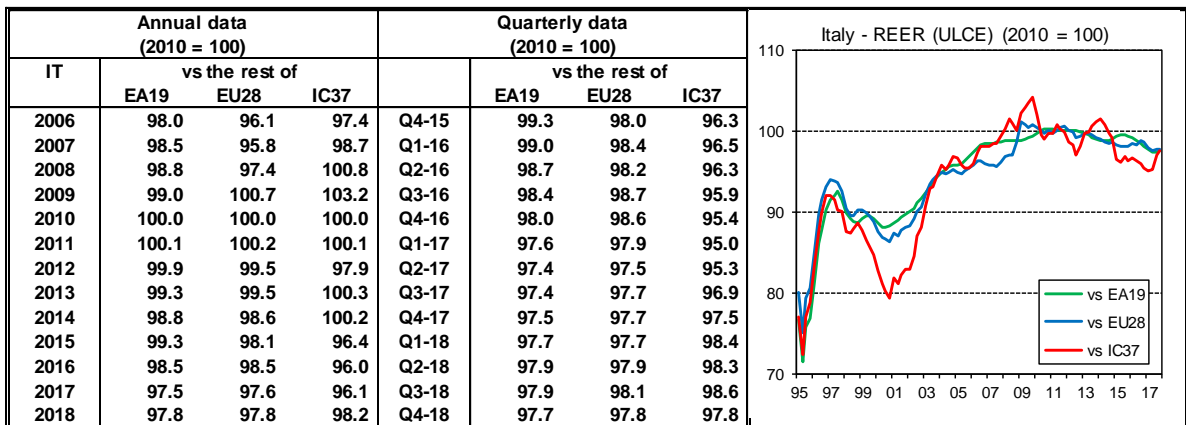 Annual data
(2010 = 100)
Quarterly data
(2010 = 100)
IT vs the rest of vs the rest of
EA19 EU28 IC37 EA19 EU28 IC37
2006 98.0 96.1 97.4 Q4-15 99.3 98.0 96.3
2007 98.5 95.8 98.7 Q1-16 99.0 98.4 96.5
2008 98.8 97.4 100.8 Q2-16 98.7 98.2 96.3
2009 99.0 100.7 103.2 Q3-16 98.4 98.7 95.9
2010 100.0 100.0 100.0 Q4-16 98.0 98.6 95.4
2011 100.1 100.2 100.1 Q1-17 97.6 97.9 95.0
2012 99.9 99.5 97.9 Q2-17 97.4 97.5 95.3
2013 99.3 99.5 100.3 Q3-17 97.4 97.7 96.9
2014 98.8 98.6 100.2 Q4-17 97.5 97.7 97.5
2015 99.3 98.1 96.4 Q1-18 97.7 97.7 98.4
2016 98.5 98.5 96.0 Q2-18 97.9 97.9 98.3
2017 97.5 97.6 96.1 Q3-18 97.9 98.1 98.6
2018 97.8 97.8 98.2 Q4-18 97.7 97.8 97.8
Italy - REER (ULCE) (2010 = 100)
110
100
90
80
70
vs EA19
vs EU28
vs IC37
95 97 99 01 03 05 07 09 11 13 15 17